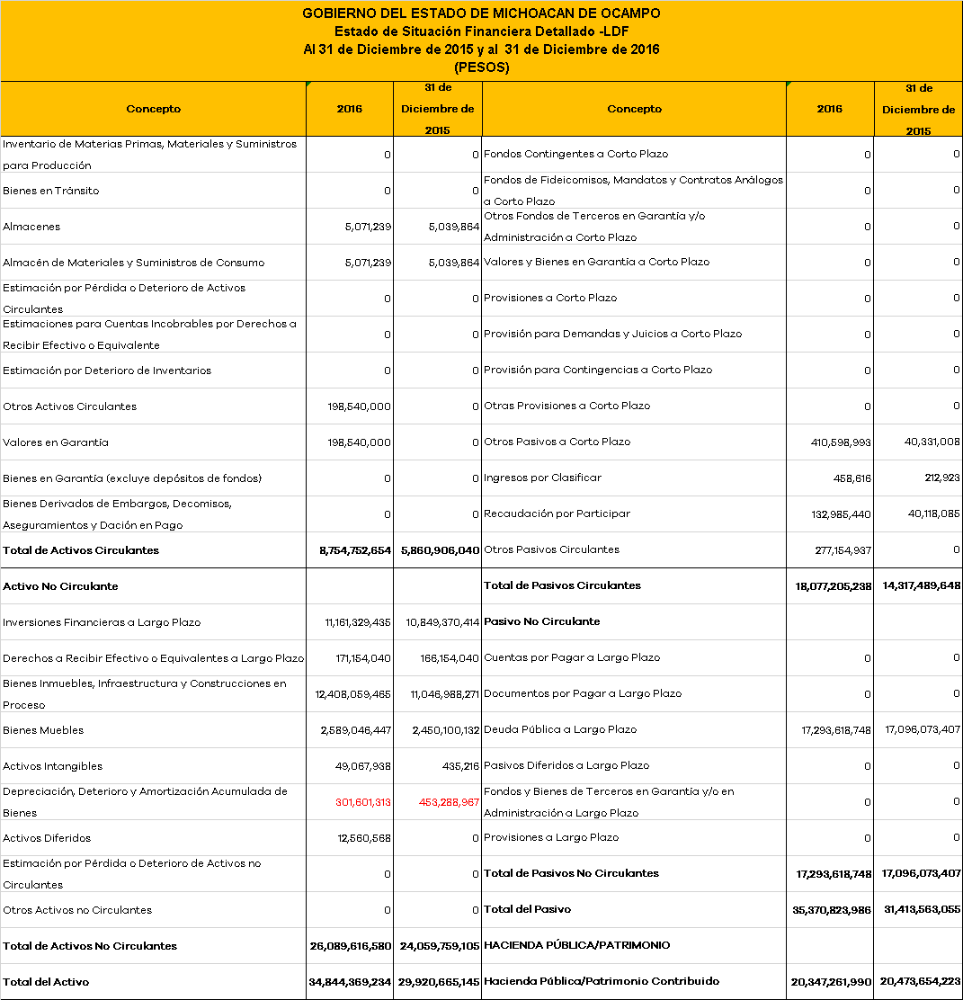 GOBIERNO DEL ESTADO DE MICHOACAN DE OCAMPO
Estado de Situación Financiera Detallado -LDF
Al 31 de Diciembre de 2015 y al 31 de Diciembre de 2016
(PESOS)
Concepto 2016 31 de Diciembre de 2015 Concepto 2016 31 de Diciembre de 2015
Inventario de Materias Primas, Materiales y Suministros para Producción 0 0 Fondos Contingentes a Corto Plazo 0 0
Bienes en Tránsito 0 0 Fondos de Fideicomisos, Mandatos y Contratos Análogos a Corto Plazo 0 0
Almacenes 5,071,239 5,039,864 Otros Fondos de Terceros en Garantía y/o Administración a Corto Plazo 0 0
Almacén de Materiales y Suministros de Consumo 5,071,239 5,039,864 Valores y Bienes en Garantía a Corto Plazo 0 0
Estimación por Pérdida o Deterioro de Activos Circulantes 0 0 Provisiones a Corto Plazo 0 0
Estimaciones para Cuentas Incobrables por Derechos a Recibir Efectivo o Equivalente 0 0 Provisión para Demandas y Juicios a Corto Plazo 0 0
Estimación por Deterioro de Inventarios 0 0 Provisión para Contingencias a Corto Plazo 0 0
Otros Activos Circulantes 198,540,000 0 Otras Provisiones a Corto Plazo 0 0
Valores en Garantía 198,540,000 0 Otros Pasivos a Corto Plazo 410,598,993 40,331,008
Bienes en Garantía (excluye depósitos de fondos) 0 0 Ingresos por Clasificar 458,616 212,923
Bienes Derivados de Embargos, Decomisos, Aseguramientos y Dación en Pago 0 0 Recaudación por Participar 132,985,440 40,118,085
Total de Activos Circulantes 8,754,752,654 5,860,906,040 Otros Pasivos Circulantes 277,154,937 0
Activo No Circulante Total de Pasivos Circulantes 18,077,205,238 14,317,489,648
Inversiones Financieras a Largo Plazo 11,161,329,435 10,849,370,414 Pasivo No Circulante
Derechos a Recibir Efectivo o Equivalentes a Largo Plazo 171,154,040 166,154,040 Cuentas por Pagar a Largo Plazo 0 0
Bienes Inmuebles, Infraestructura y Construcciones en Proceso 12,408,059,465 11,046,988,271 Documentos por Pagar a Largo Plazo 0 0
Bienes Muebles 2,589,046,447 2,450,100,132 Deuda Pública a Largo Plazo 17,293,618,748 17,096,073,407
Activos Intangibles 49,067,938 435,216 Pasivos Diferidos a Largo Plazo 0 0
Depreciación, Deterioro y Amortización Acumulada de Bienes 301,601,313 453,288,967 Fondos y Bienes de Terceros en Garantía y/o en Administración a Largo Plazo 0 0
Activos Diferidos 12,560,568 0 Provisiones a Largo Plazo 0 0
Estimación por Pérdida o Deterioro de Activos no Circulantes 0 0 Total de Pasivos No Circulantes 17,293,618,748 17,096,073,407
Otros Activos no Circulantes 0 0 Total del Pasivo 35,370,823,986 31,413,563,055
Total de Activos No Circulantes 26,089,616,580 24,059,759,105 HACIENDA PÚBLICA/PATRIMONIO
Total del Activo 34,844,369,234 29,920,665,145 Hacienda Pública/Patrimonio Contribuido 20,347,261,990 20,473,654,223